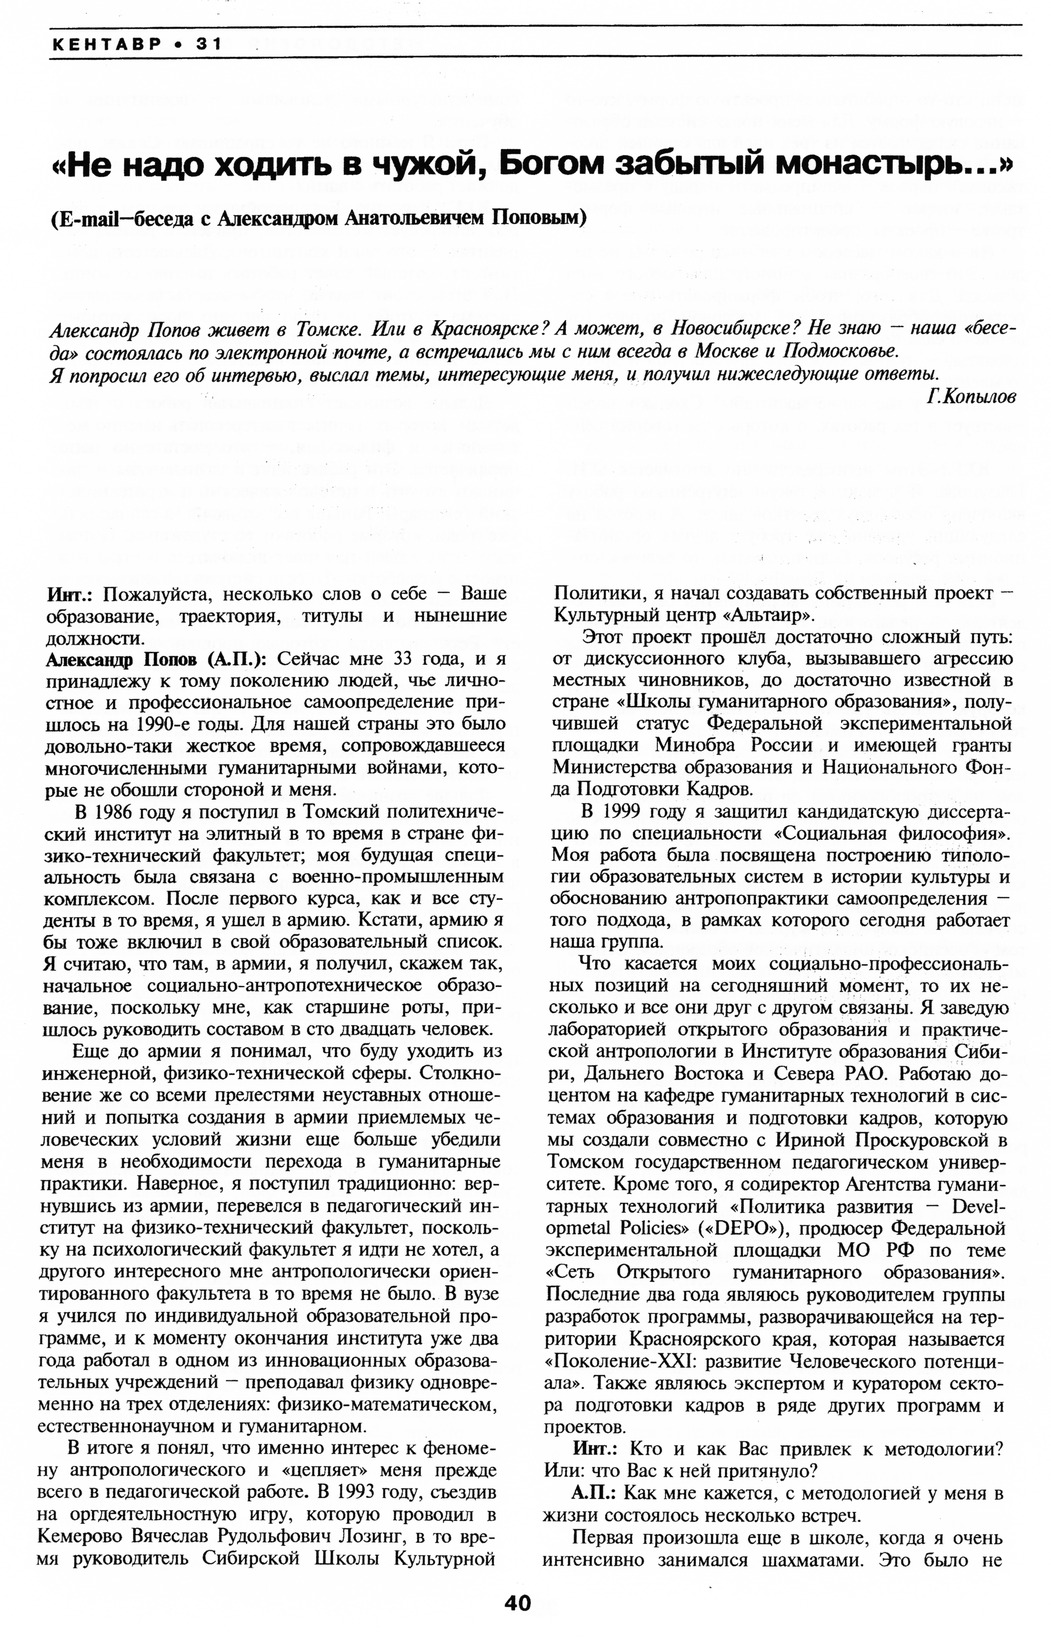 КЕНТАВР • 31
«Не надо ходить в чужой, Богом забытый монастырь...»
(E-mail—беседа с Александром Анатольевичем Поповым)
Александр Попов живет в Томске. Или в Красноярске? А может, в Новосибирске? Не знаю — наша «бесе-
да» состоялась по электронной почте, а встречались мы с ним всегда в Москве и Подмосковье.
Я попросил его об интервью, выслал темы, интересующие меня, и получил нижеследующие ответы.
Г.Копылов
Инт.: Пожалуйста, несколько слов о себе — Ваше
образование, траектория, титулы и нынешние
должности.
Александр Попов (А.П.): Сейчас мне 33 года, и я
принадлежу к тому поколению людей, чье лично-
стное и профессиональное самоопределение при-
шлось на 1990-е годы. Для нашей страны это было
довольно-таки жесткое время, сопровождавшееся
многочисленными гуманитарными войнами, кото-
рые не обошли стороной и меня.
В 1986 году я поступил в Томский политехниче-
ский институт на элитный в то время в стране фи-
зико-технический факультет; моя будущая специ-
альность была связана с военно-промышленным
комплексом. После первого курса, как и все сту-
денты в то время, я ушел в армию. Кстати, армию я
бы тоже включил в свой образовательный список.
Я считаю, что там, в армии, я получил, скажем так,
начальное социально-антропотехническое образо-
вание, поскольку мне, как старшине роты, при-
шлось руководить составом в сто двадцать человек.
Еще до армии я понимал, что буду уходить из
инженерной, физико-технической сферы. Столкно-
вение же со всеми прелестями неуставных отноше-
ний и попытка создания в армии приемлемых че-
ловеческих условий жизни еще больше убедили
меня в необходимости перехода в гуманитарные
практики. Наверное, я поступил традиционно: вер-
нувшись из армии, перевелся в педагогический ин-
ститут на физико-технический факультет, посколь-
ку на психологический факультет я идти не хотел, а
другого интересного мне антропологически ориен-
тированного факультета в то время не было. В вузе
я учился по индивидуальной образовательной про-
грамме, и к моменту окончания института уже два
года работал в одном из инновационных образова-
тельных учреждений — преподавал физику одновре-
менно на трех отделениях: физико-математическом,
естественнонаучном и гуманитарном.
В итоге я понял, что именно интерес к феноме-
ну антропологического и «цепляет» меня прежде
всего в педагогической работе. В 1993 году, съездив
на оргдеятельностную игру, которую проводил в
Кемерово Вячеслав Рудольфович Лозинг, в то вре-
мя руководитель Сибирской Школы Культурной
Политики, я начал создавать собственный проект —
Культурный центр «Альтаир».
Этот проект прошёл достаточно сложный путь:
от дискуссионного клуба, вызывавшего агрессию
местных чиновников, до достаточно известной в
стране «Школы гуманитарного образования», полу-
чившей статус Федеральной экспериментальной
площадки Минобра России и имеющей гранты
Министерства образования и Национального Фон-
да Подготовки Кадров.
В 1999 году я защитил кандидатскую диссерта-
цию по специальности «Социальная философия».
Моя работа была посвящена построению типоло-
гии образовательных систем в истории культуры и
обоснованию антропопрактики самоопределения —
того подхода, в рамках которого сегодня работает
наша группа.
Что касается моих социально-профессиональ-
ных позиций на сегодняшний момент, то их не-
сколько и все они друг с другом связаны. Я заведую
лабораторией открытого образования и практиче-
ской антропологии в Институте образования Сиби-
ри, Дальнего Востока и Севера РАО. Работаю до-
центом на кафедре гуманитарных технологий в сис-
темах образования и подготовки кадров, которую
мы создали совместно с Ириной Проскуровской в
Томском государственном педагогическом универ-
ситете. Кроме того, я содиректор Агентства гумани-
тарных технологий «Политика развития — Devel-
opmetal Policies» («DEPO»), продюсер Федеральной
экспериментальной площадки МО РФ по теме
«Сеть Открытого гуманитарного образования».
Последние два года являюсь руководителем группы
разработок программы, разворачивающейся на тер-
ритории Красноярского края, которая называется
«Поколение-XXI: развитие Человеческого потенци-
ала». Также являюсь экспертом и куратором секто-
ра подготовки кадров в ряде других программ и
проектов.
Инт.: Кто и как Вас привлек к методологии?
Или: что Вас к ней притянуло?
А.П.: Как мне кажется, с методологией у меня в
жизни состоялось несколько встреч.
Первая произошла еще в школе, когда я очень
интенсивно занимался шахматами. Это было не
40